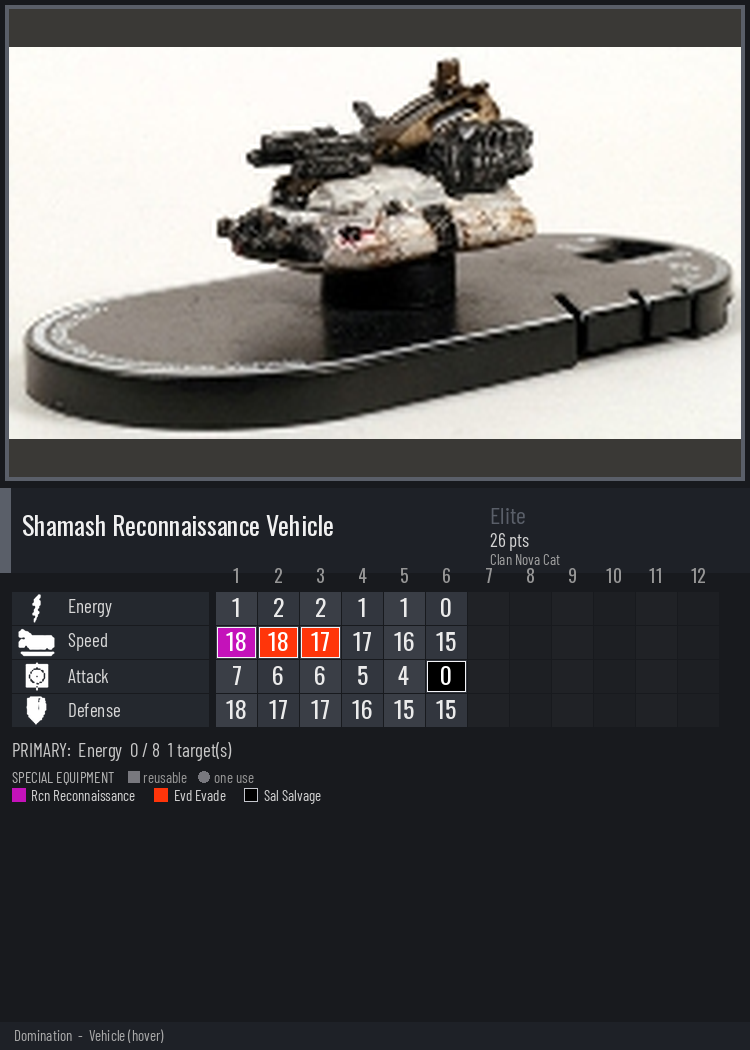 Shamash Reconnaissance Vehicle
Elite
26 pts
Clan Nova Cat
1 2 3 4 5 6 7 8 9 10 11 12
Energy 1 2 2 1 1 0
Speed 18 18 17 17 16 15
Attack 7 6 6 5 4 0
Defense 18 17 17 16 15 15
PRIMARY: Energy 0 / 8 1 target(s)
SPECIAL EQUIPMENT reusable one use
Rcn Reconnaissance Evd Evade Sal Salvage
Domination - Vehicle (hover)